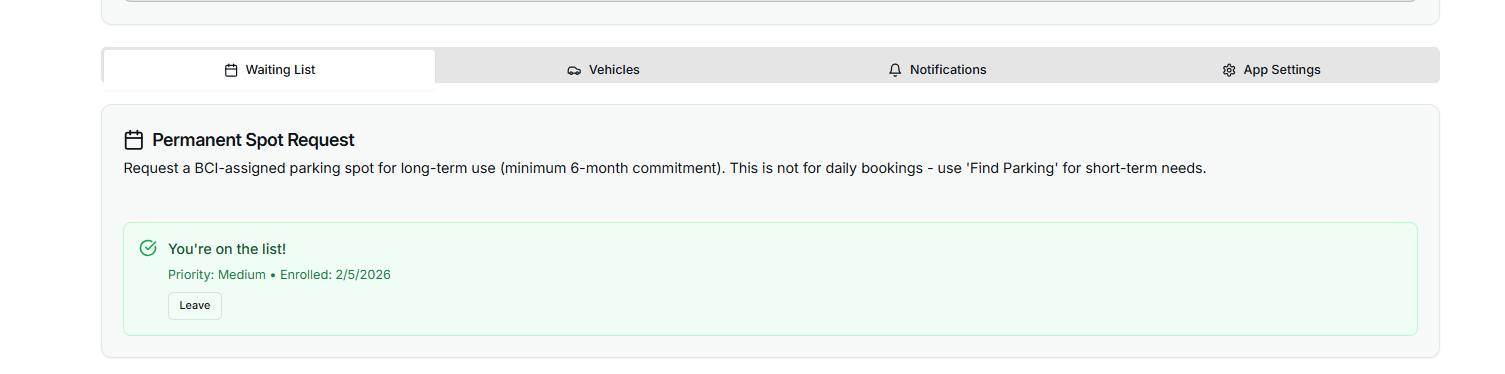 Waiting List
Vehicles
Notifications
App Settings
Permanent Spot Request
Request a BCI-assigned parking spot for long-term use (minimum 6-month commitment). This is not for daily bookings - use 'Find Parking' for short-term needs.
You're on the list!
Priority: Medium • Enrolled: 2/5/2026
Leave